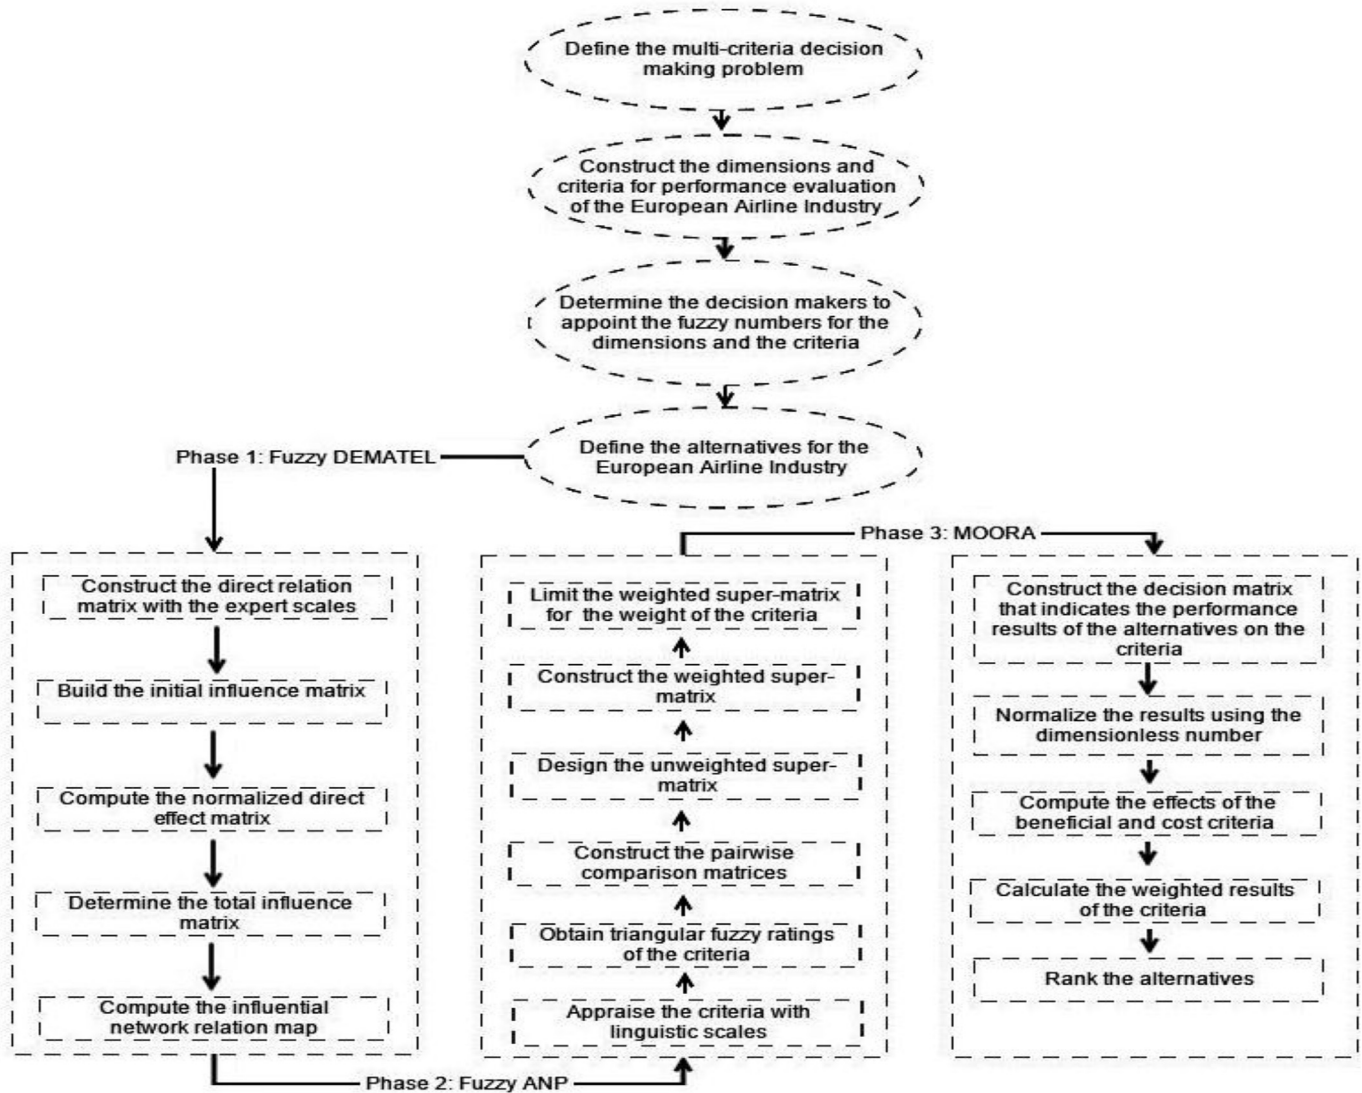 Define the multi-criteria decision
making problem
Construct the dimensions and
criteria for performance evaluation
of the European Airline Industry
Determine the decision makers to
appoint the fuzzy numbers for the
dimensions and the criteria
Define the alternatives for the
European Airline Industry
Phase 1: Fuzzy DEMATEL
Construct the direct relation
matrix with the expert scales
Build the initial influence matrix
Compute the normalized direct
effect matrix
Determine the total influence
matrix
Compute the influential
network relation map
Phase 2: Fuzzy ANP
Appraise the criteria with
linguistic scales
Obtain triangular fuzzy ratings
of the criteria
Construct the pairwise
comparison matrices
Design the unweighted super-
matrix
Construct the weighted super-
matrix
Limit the weighted super-matrix
for the weight of the criteria
Phase 3: MOORA
Construct the decision matrix
that indicates the performance
results of the alternatives on the
criteria
Normalize the results using the
dimensionless number
Compute the effects of the
beneficial and cost criteria
Calculate the weighted results
of the criteria
Rank the alternatives